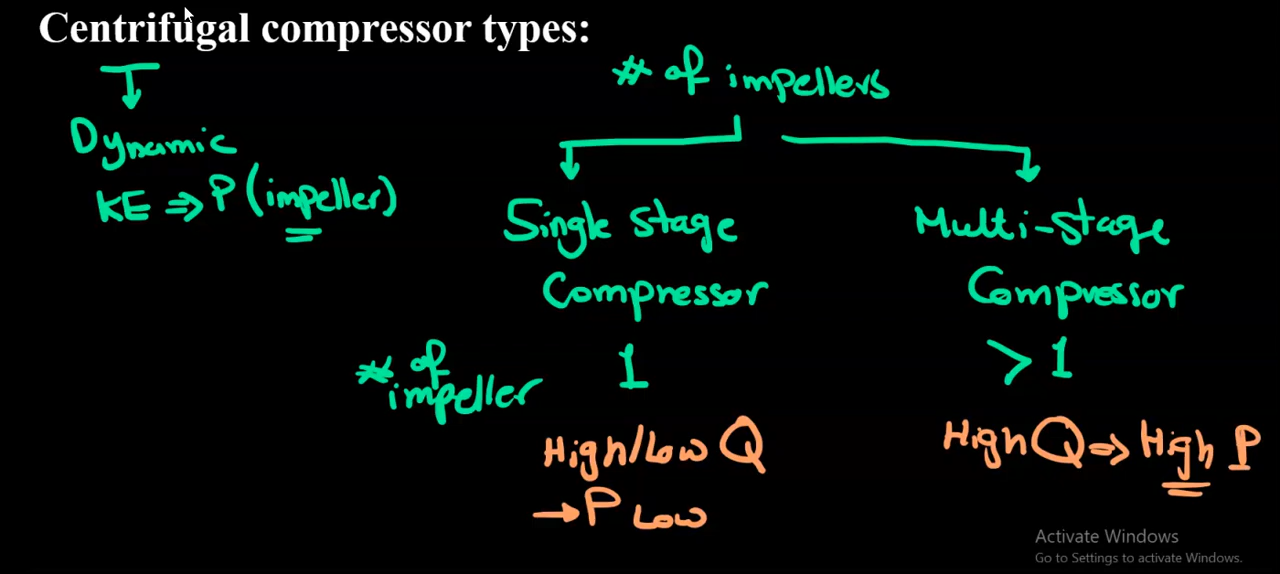 Centrifugal compressor types:
Dynamic
KE ⇒ P (impeller)
# of impellers
Single stage
Compressor
Multi-stage
Compressor
# of
impeller
1
> 1
High/Low Q
→ P Low
High Q ⇒ High P
Activate Windows
Go to Settings to activate Windows.